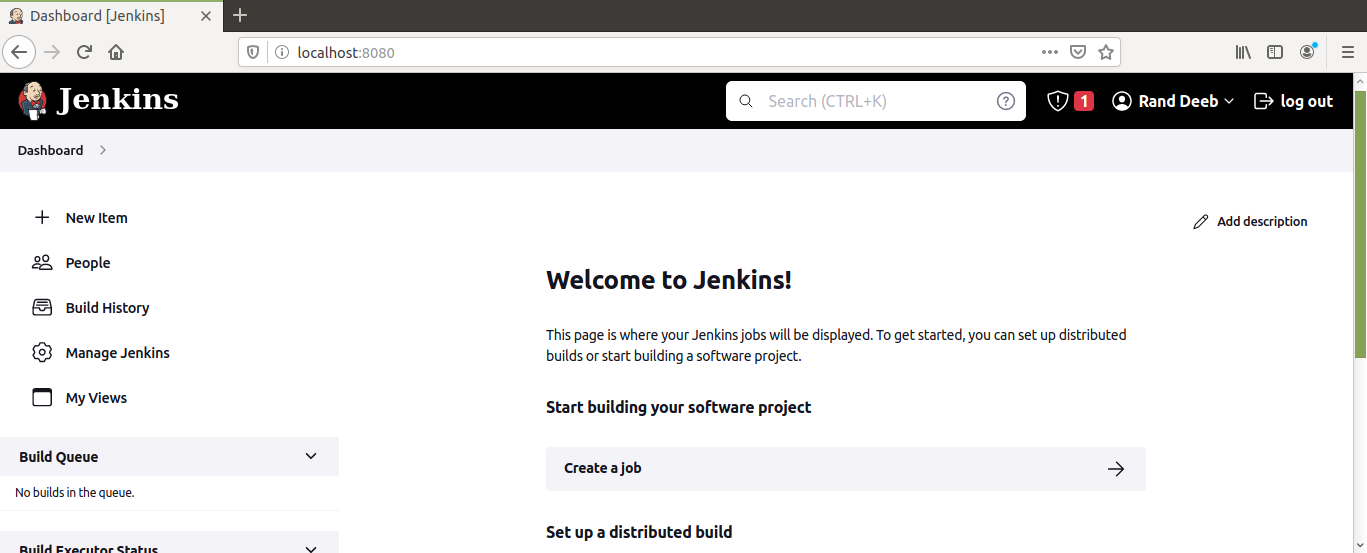 Dashboard [Jenkins]
localhost:8080
Jenkins
Search (CTRL+K)
1
Rand Deeb
log out
Dashboard
New Item
People
Build History
Manage Jenkins
My Views
Build Queue
No builds in the queue.
Build Executor Status
Add description
Welcome to Jenkins!
This page is where your Jenkins jobs will be displayed. To get started, you can set up distributed
builds or start building a software project.
Start building your software project
Create a job
Set up a distributed build